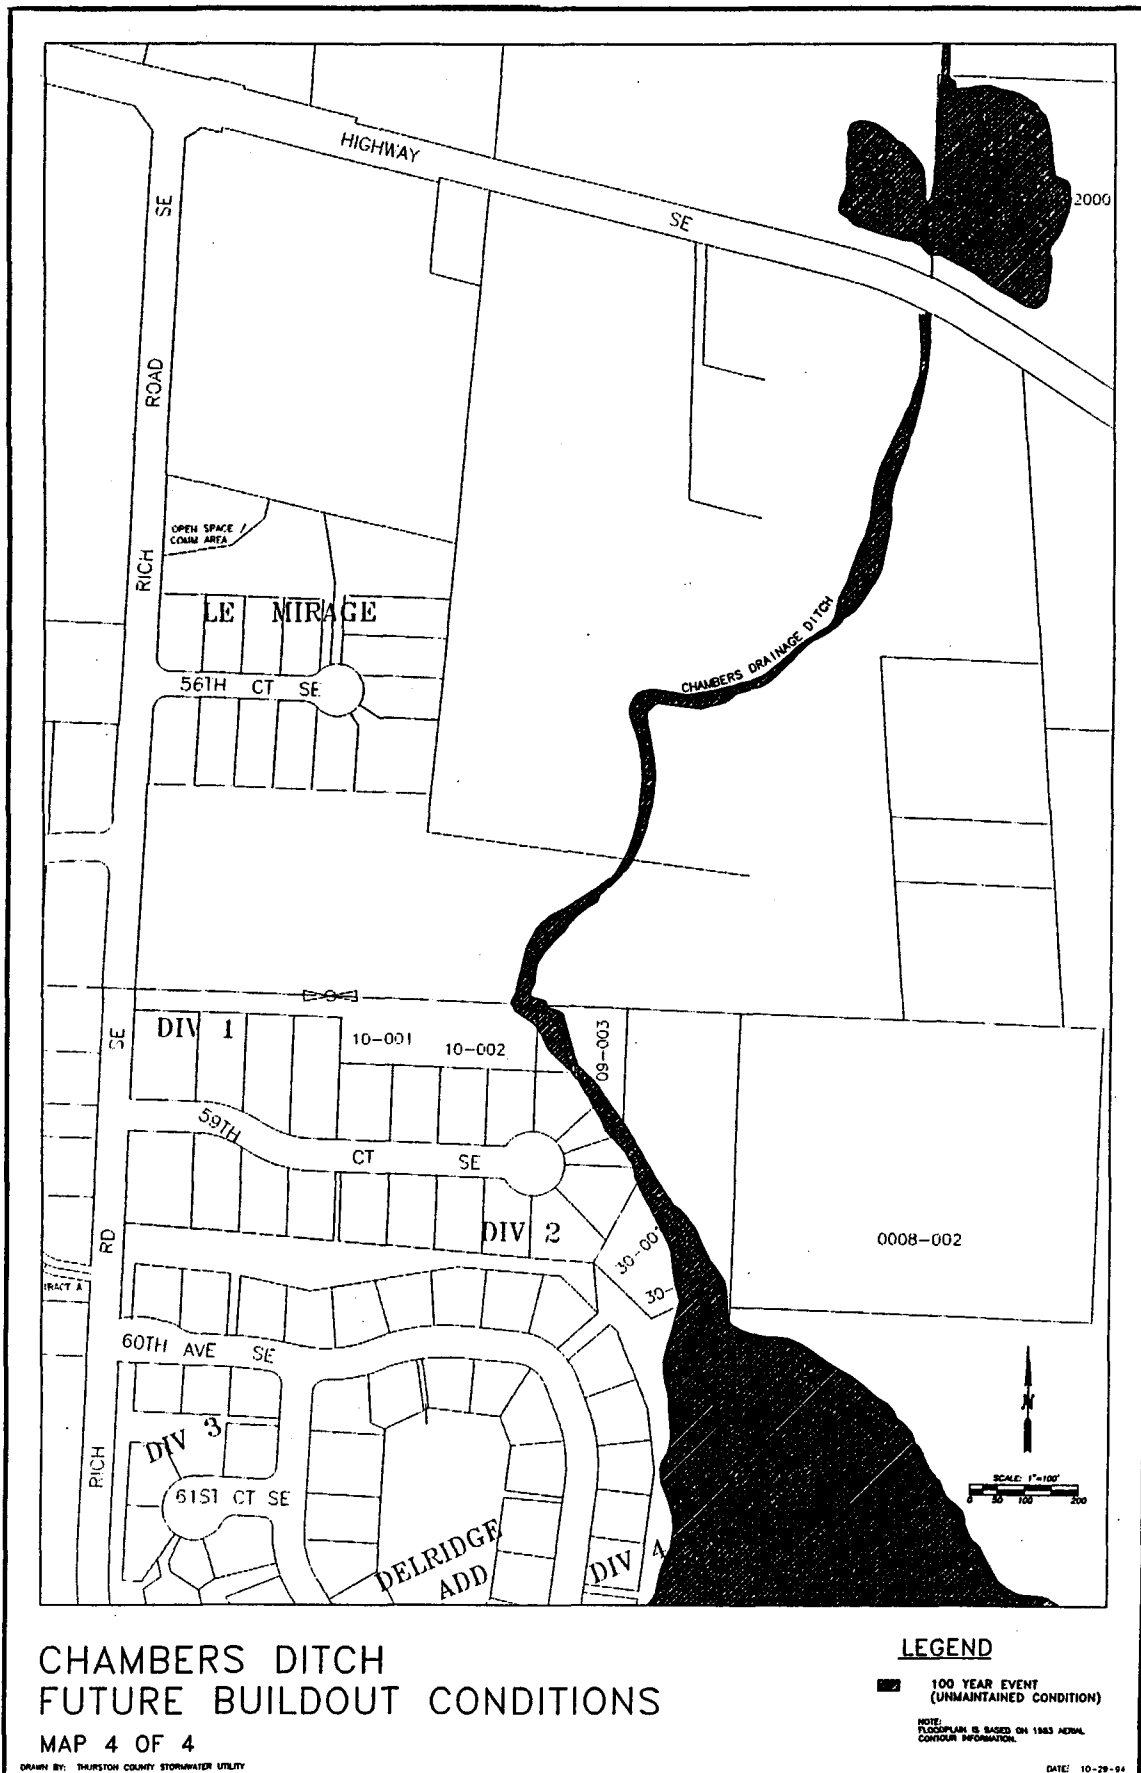 HIGHWAY
SE
SE
2000
ROAD
RICH
OPEN SPACE /
COMM AREA
LE MIRAGE
56TH CT SE
CHAMBERS DRAINAGE DITCH
DIV 1
SE
10-001
10-002
09-003
59TH
CT SE
DIV 2
RD
30-00
30-
0008-002
TRACT A
60TH AVE SE
N
DIV 3
RICH
61ST CT SE
SCALE: 1"=100'
0 50 100 200
DELRIDGE
ADD
DIV 4
CHAMBERS DITCH
FUTURE BUILDOUT CONDITIONS
MAP 4 OF 4
DRAWN BY: THURSTON COUNTY STORMWATER UTILITY
LEGEND
100 YEAR EVENT
(UNMAINTAINED CONDITION)
NOTE:
FLOODPLAIN IS BASED ON 1983 AERIAL
CONTOUR INFORMATION.
DATE: 10-29-94